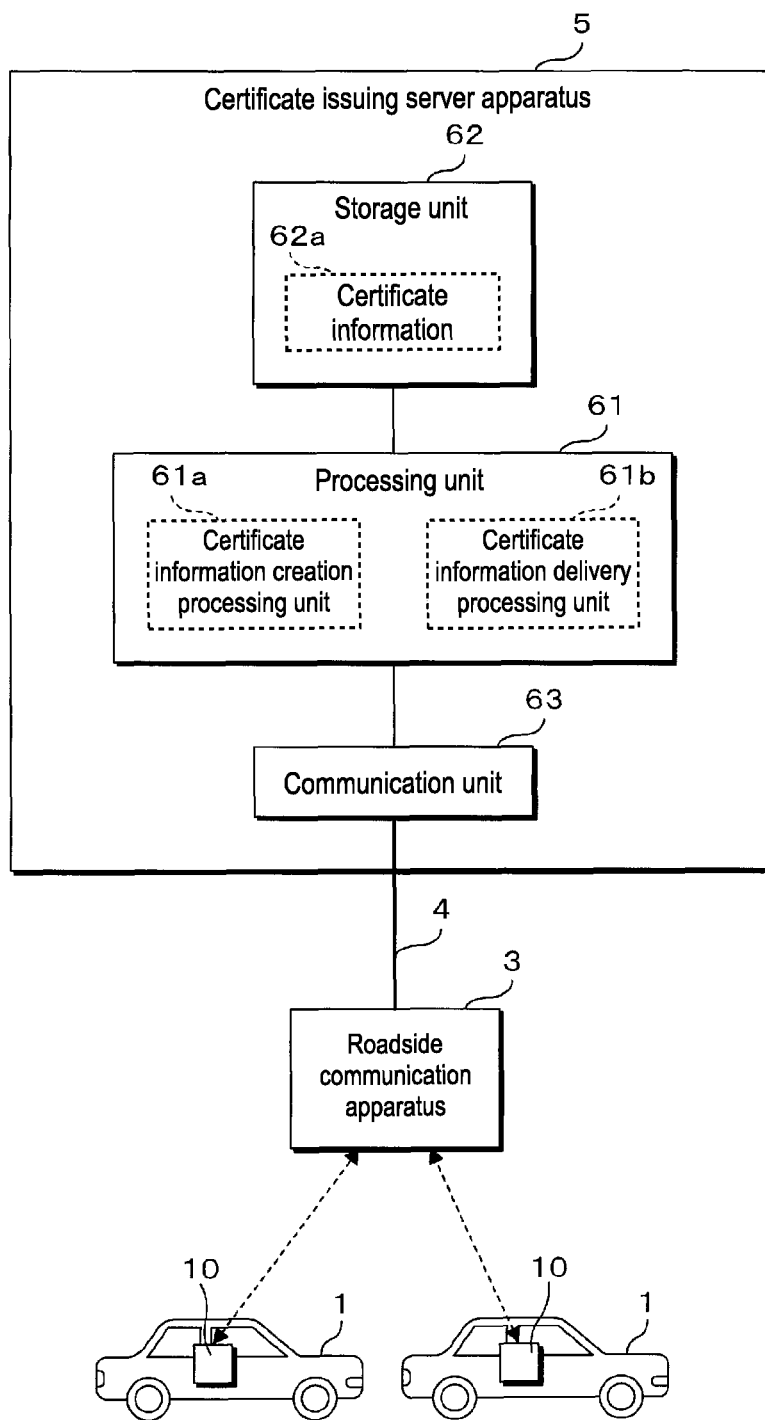 5
Certificate issuing server apparatus
62
Storage unit
62a
Certificate
information
61
61a
Processing unit
61b
Certificate
information creation
processing unit
Certificate
information delivery
processing unit
63
Communication unit
4
3
Roadside
communication
apparatus
10
1
10
1